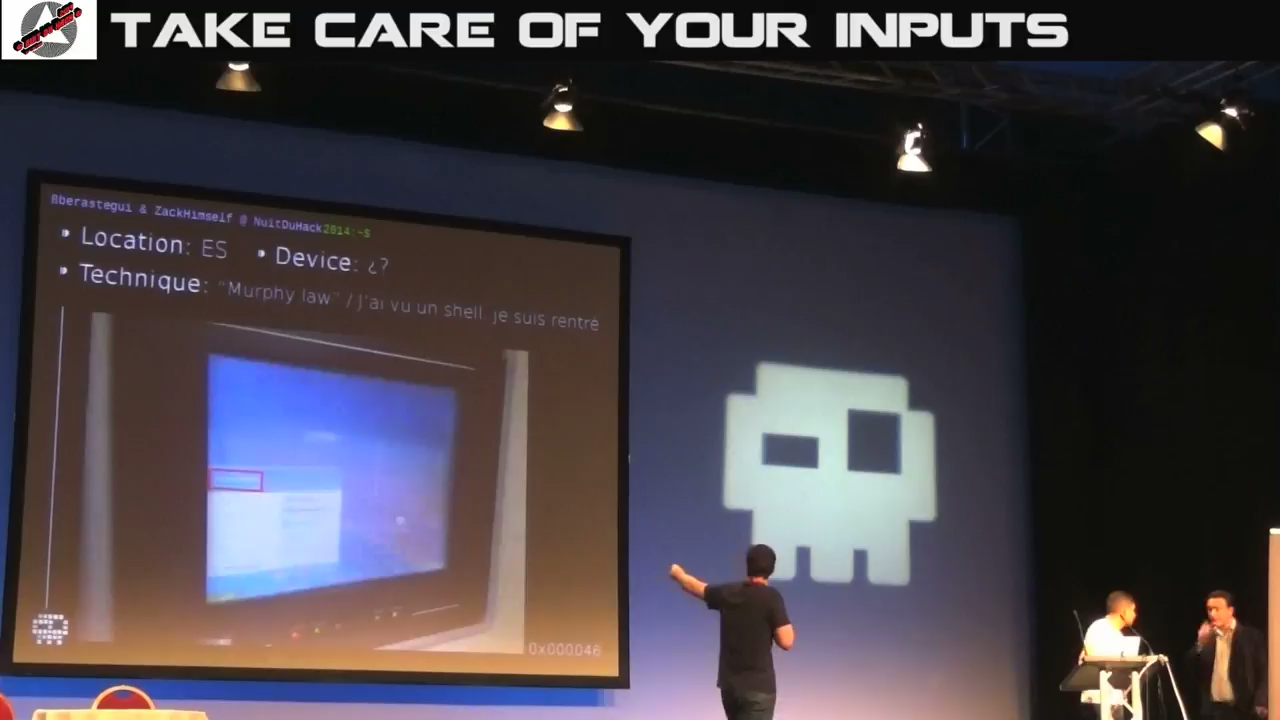 TAKE CARE OF YOUR INPUTS
Bberastegui & ZackHimself @ NuitDuHack2014:~$
Location: ES
Device: ¿?
Technique: "Murphy law" / J'ai vu un shell, je suis rentré
0x000046